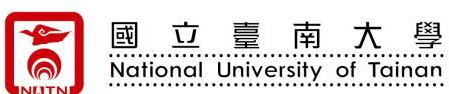 國立臺南大學
National University of Tainan
NUTN